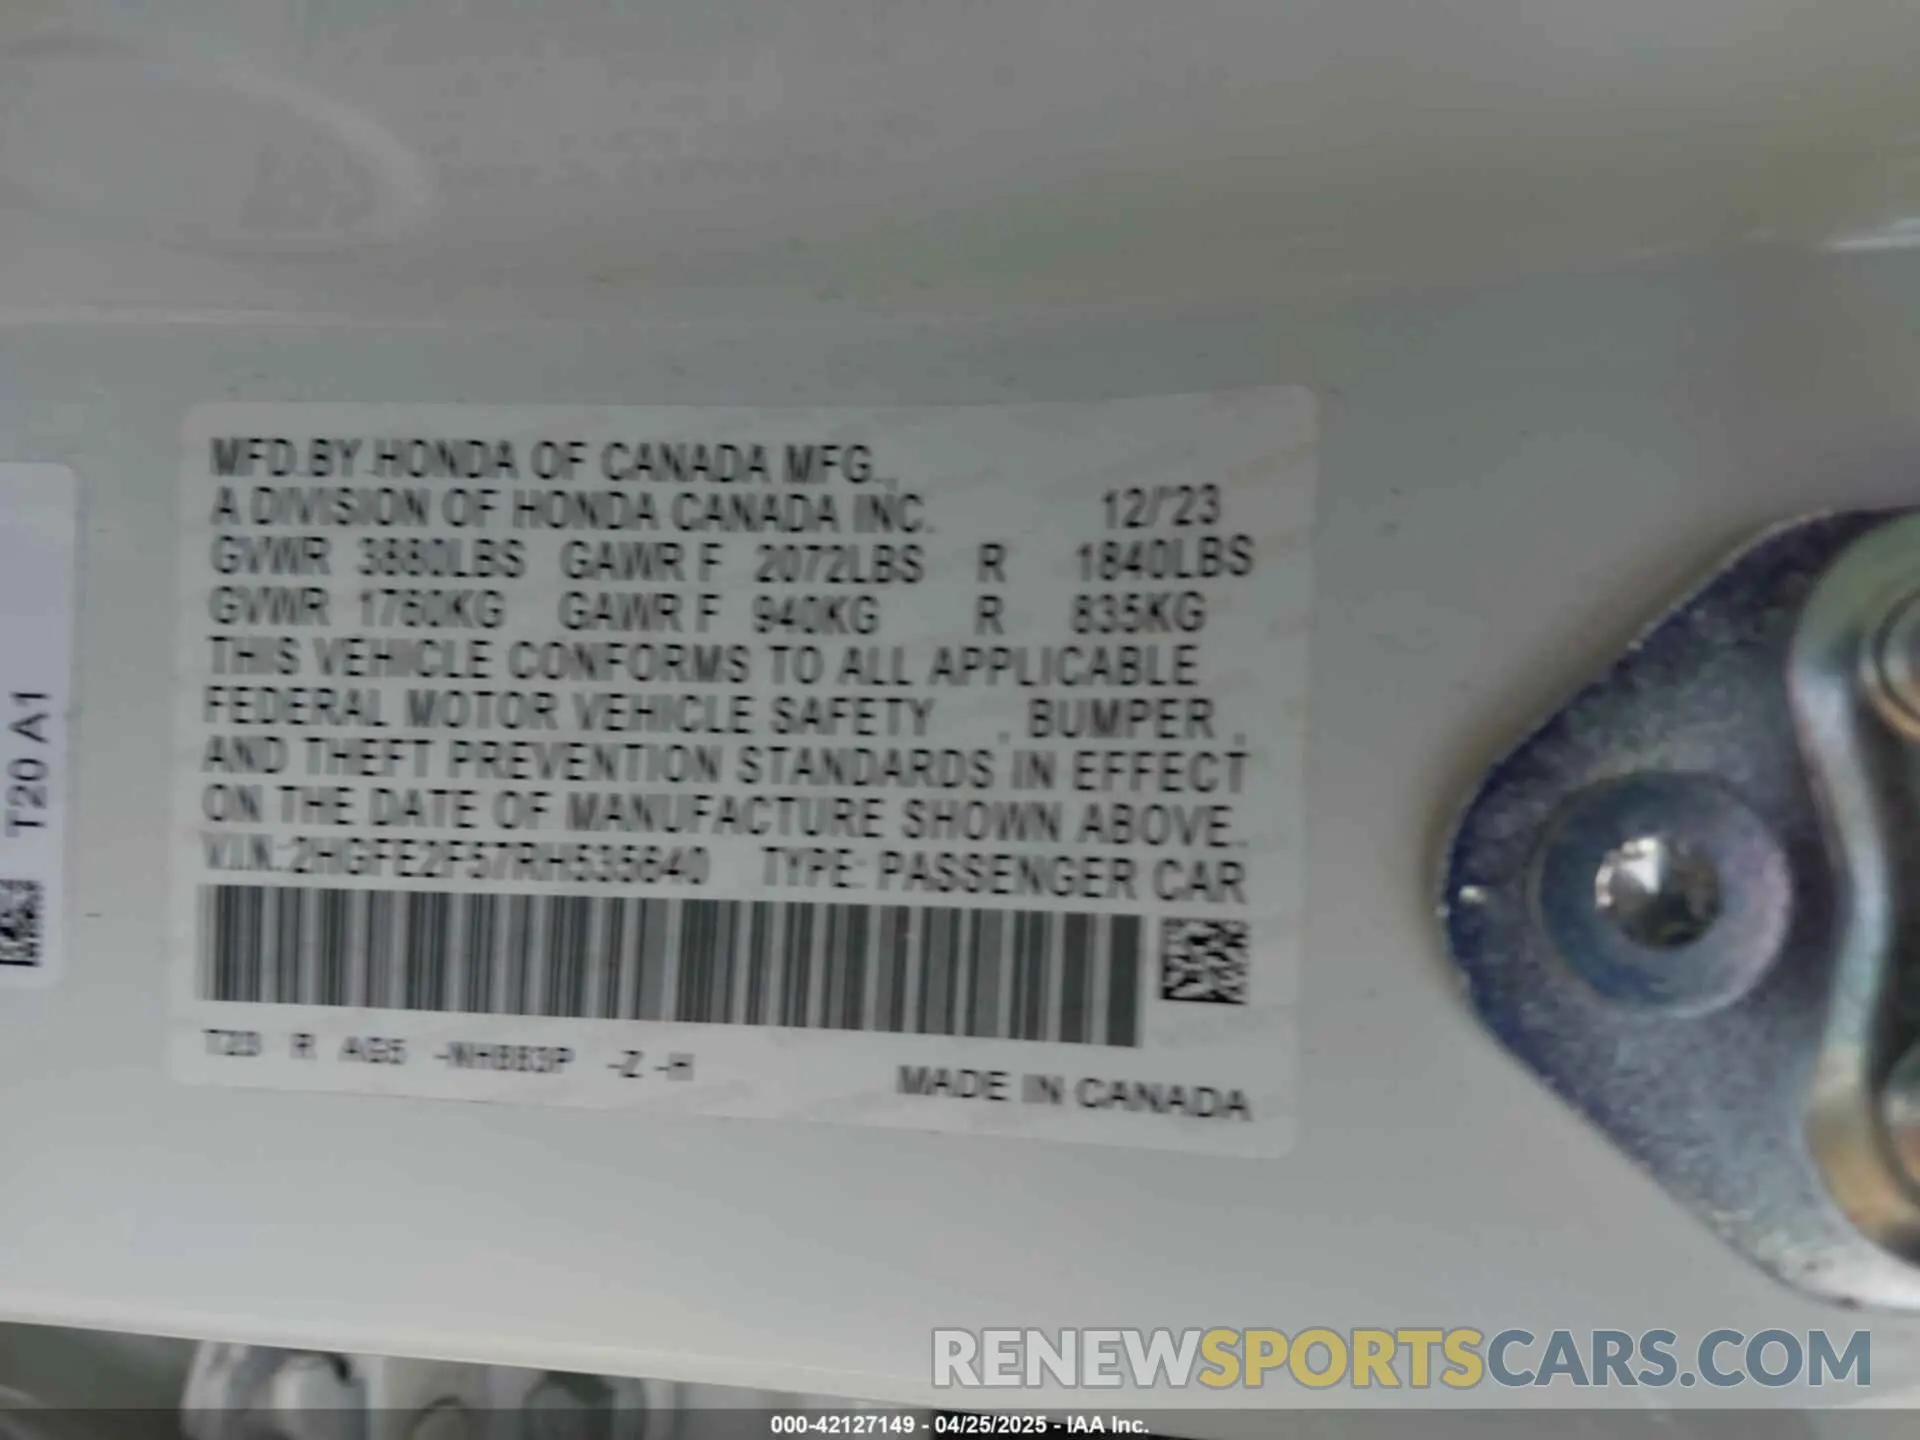 MFD.BY HONDA OF CANADA MFG.,
A DIVISION OF HONDA CANADA INC. 12/'23
GVWR 3880LBS GAWR F 2072LBS R 1840LBS
GVWR 1760KG GAWR F 940KG R 835KG
THIS VEHICLE CONFORMS TO ALL APPLICABLE
FEDERAL MOTOR VEHICLE SAFETY , BUMPER ,
AND THEFT PREVENTION STANDARDS IN EFFECT
ON THE DATE OF MANUFACTURE SHOWN ABOVE.
V.I.N.:2HGFE2F57RH535640 TYPE: PASSENGER CAR
R -Z -H
MADE IN CANADA
T20 A1
RENEWSPORTSCARS.COM
000-42127149 - 04/25/2025 - IAA Inc.